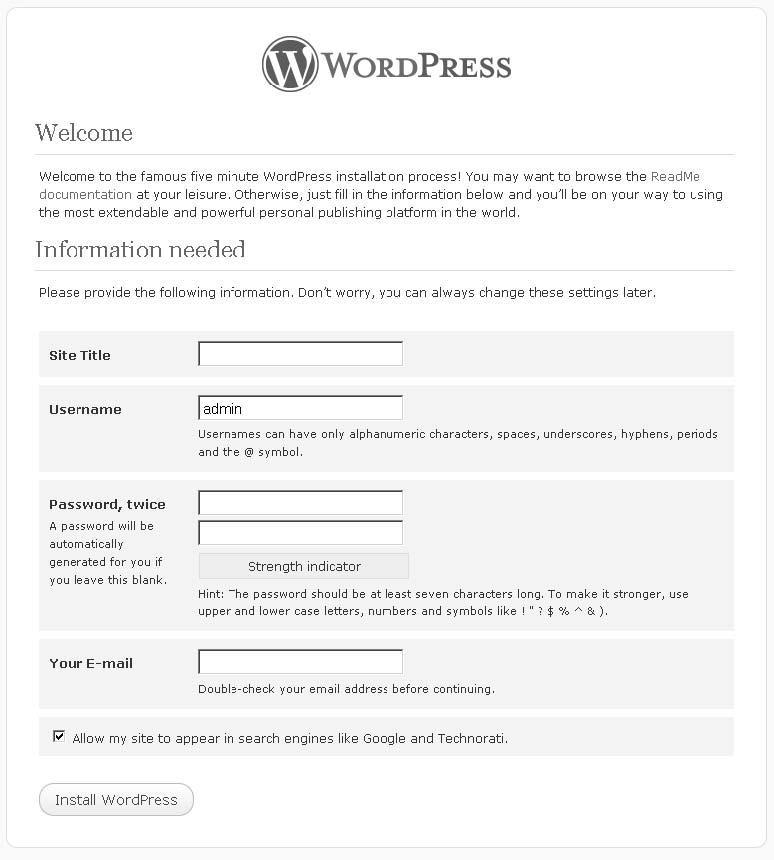 WORDPRESS
Welcome
Welcome to the famous five minute WordPress installation process! You may want to browse the ReadMe
documentation at your leisure. Otherwise, just fill in the information below and you'll be on your way to using
the most extendable and powerful personal publishing platform in the world.
Information needed
Please provide the following information. Don't worry, you can always change these settings later.
Site Title
Username
admin
Usernames can have only alphanumeric characters, spaces, underscores, hyphens, periods
and the @ symbol.
Password, twice
A password will be
automatically
generated for you if
you leave this blank.
Strength indicator
Hint: The password should be at least seven characters long. To make it stronger, use
upper and lower case letters, numbers and symbols like ! " ? $ % ^ & ).
Your E-mail
Double-check your email address before continuing.
Allow my site to appear in search engines like Google and Technorati.
Install WordPress